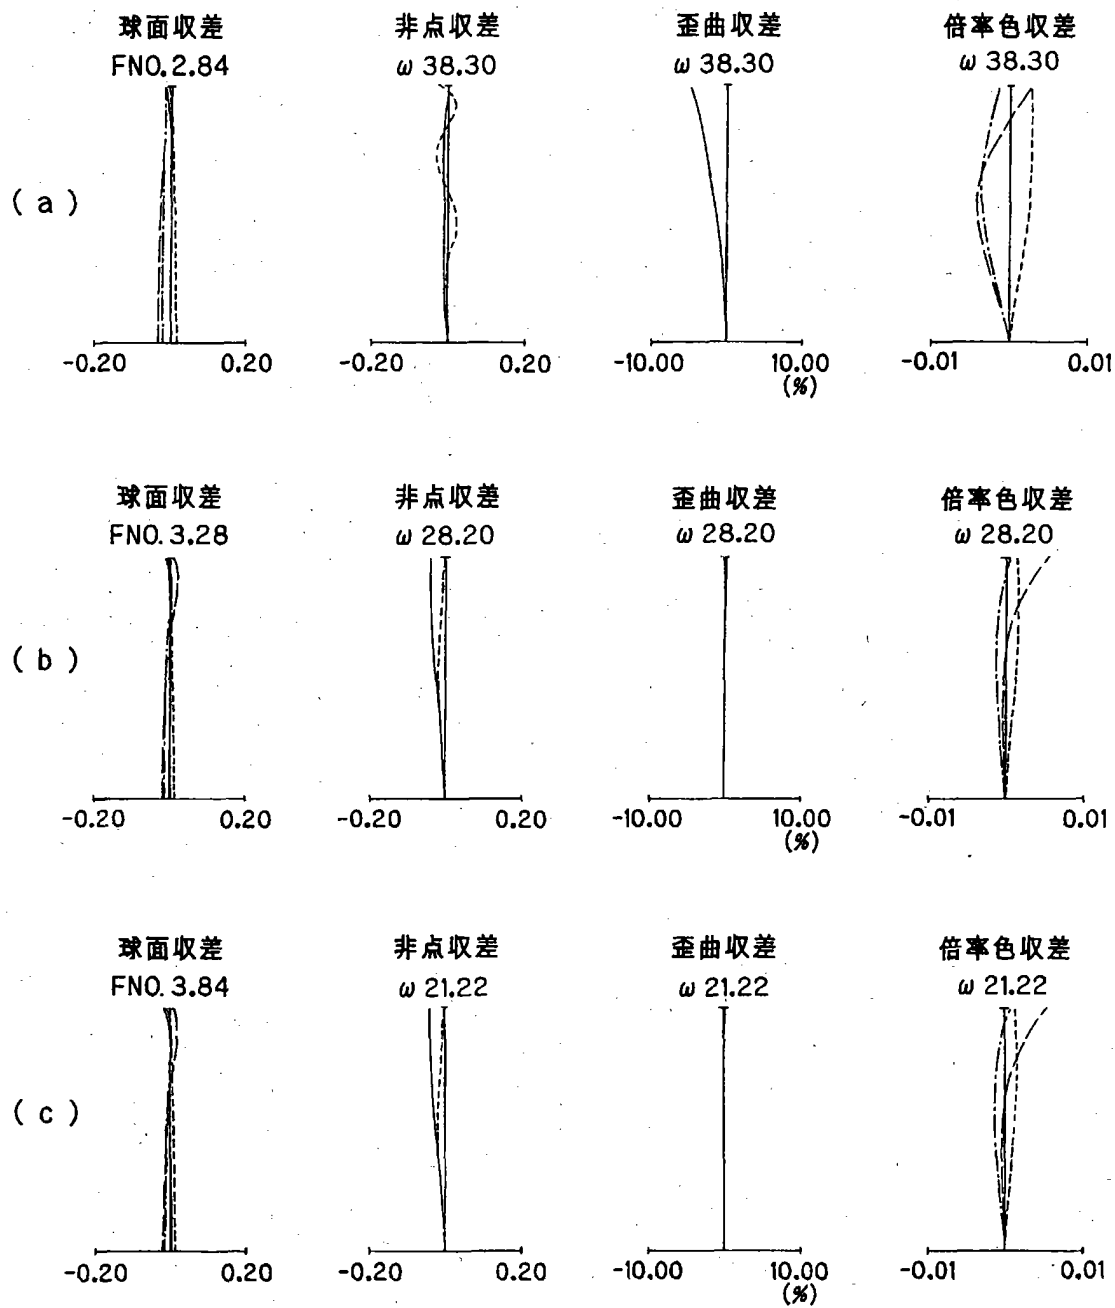 球面収差 非点収差 歪曲収差 倍率色収差
FNO.2.84 ω 38.30 ω 38.30 ω 38.30
(a)
-0.20 0.20 -0.20 0.20 -10.00 10.00 -0.01 0.01
(%)
球面収差 非点収差 歪曲収差 倍率色収差
FNO.3.28 ω 28.20 ω 28.20 ω 28.20
(b)
-0.20 0.20 -0.20 0.20 -10.00 10.00 -0.01 0.01
(%)
球面収差 非点収差 歪曲収差 倍率色収差
FNO.3.84 ω 21.22 ω 21.22 ω 21.22
(c)
-0.20 0.20 -0.20 0.20 -10.00 10.00 -0.01 0.01
(%)